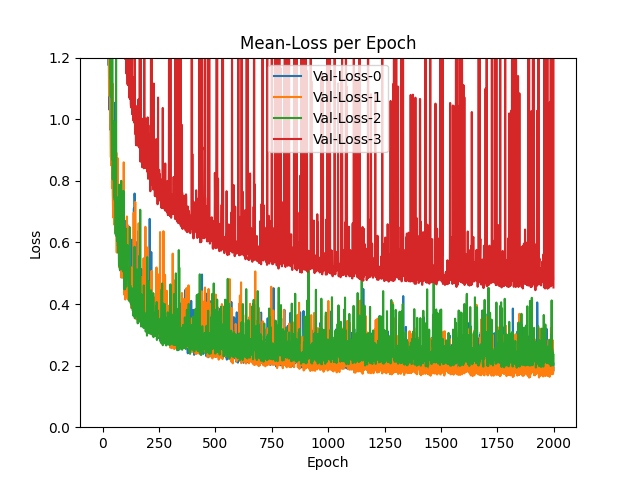 Mean-Loss per Epoch
Val-Loss-0
Val-Loss-1
Val-Loss-2
Val-Loss-3
Loss
1.2
1.0
0.8
0.6
0.4
0.2
0.0
0 250 500 750 1000 1250 1500 1750 2000
Epoch